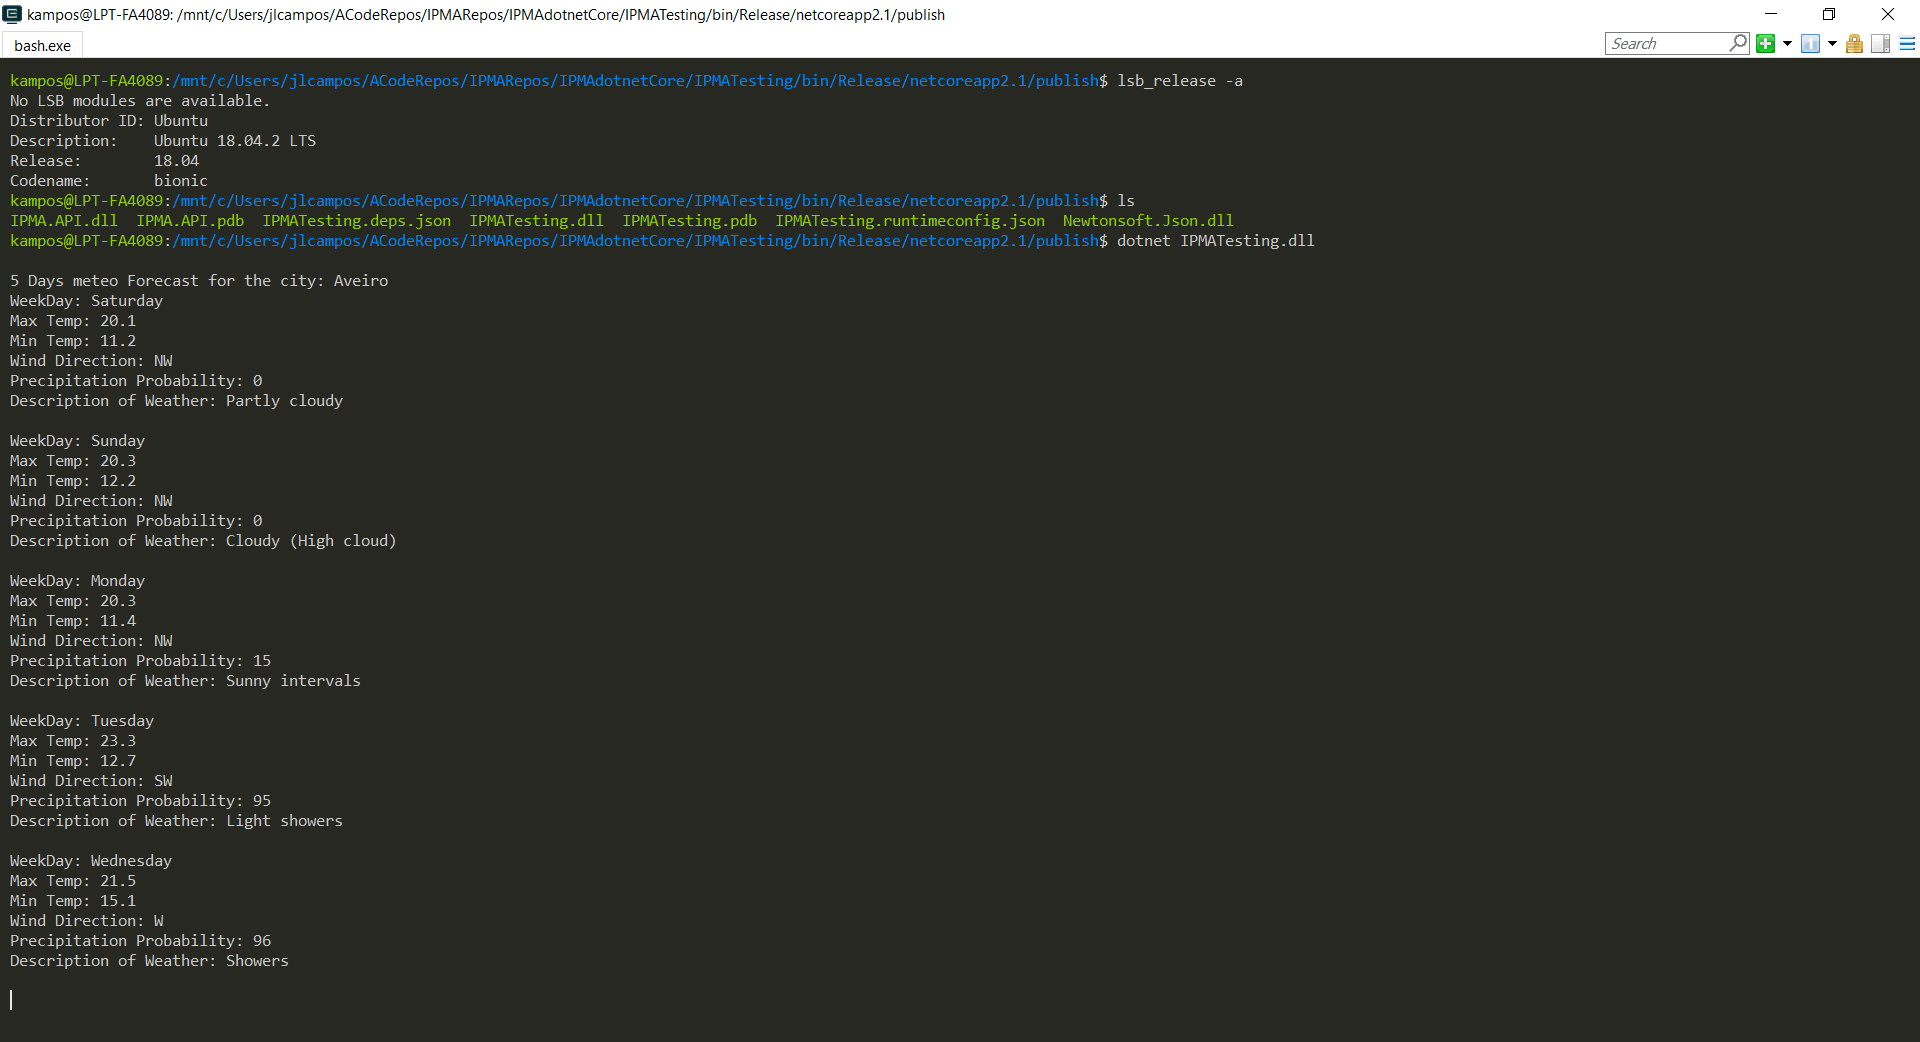 kampos@LPT-FA4089: /mnt/c/Users/jlcampos/ACodeRepos/IPMARepos/IPMAdotnetCore/IPMATesting/bin/Release/netcoreapp2.1/publish
bash.exe
Search
kampos@LPT-FA4089:/mnt/c/Users/jlcampos/ACodeRepos/IPMARepos/IPMAdotnetCore/IPMATesting/bin/Release/netcoreapp2.1/publish$ lsb_release -a
No LSB modules are available.
Distributor ID: Ubuntu
Description:    Ubuntu 18.04.2 LTS
Release:        18.04
Codename:       bionic
kampos@LPT-FA4089:/mnt/c/Users/jlcampos/ACodeRepos/IPMARepos/IPMAdotnetCore/IPMATesting/bin/Release/netcoreapp2.1/publish$ ls
IPMA.API.dll  IPMA.API.pdb  IPMATesting.deps.json  IPMATesting.dll  IPMATesting.pdb  IPMATesting.runtimeconfig.json  Newtonsoft.Json.dll
kampos@LPT-FA4089:/mnt/c/Users/jlcampos/ACodeRepos/IPMARepos/IPMAdotnetCore/IPMATesting/bin/Release/netcoreapp2.1/publish$ dotnet IPMATesting.dll
5 Days meteo Forecast for the city: Aveiro
WeekDay: Saturday
Max Temp: 20.1
Min Temp: 11.2
Wind Direction: NW
Precipitation Probability: 0
Description of Weather: Partly cloudy
WeekDay: Sunday
Max Temp: 20.3
Min Temp: 12.2
Wind Direction: NW
Precipitation Probability: 0
Description of Weather: Cloudy (High cloud)
WeekDay: Monday
Max Temp: 20.3
Min Temp: 11.4
Wind Direction: NW
Precipitation Probability: 15
Description of Weather: Sunny intervals
WeekDay: Tuesday
Max Temp: 23.3
Min Temp: 12.7
Wind Direction: SW
Precipitation Probability: 95
Description of Weather: Light showers
WeekDay: Wednesday
Max Temp: 21.5
Min Temp: 15.1
Wind Direction: W
Precipitation Probability: 96
Description of Weather: Showers